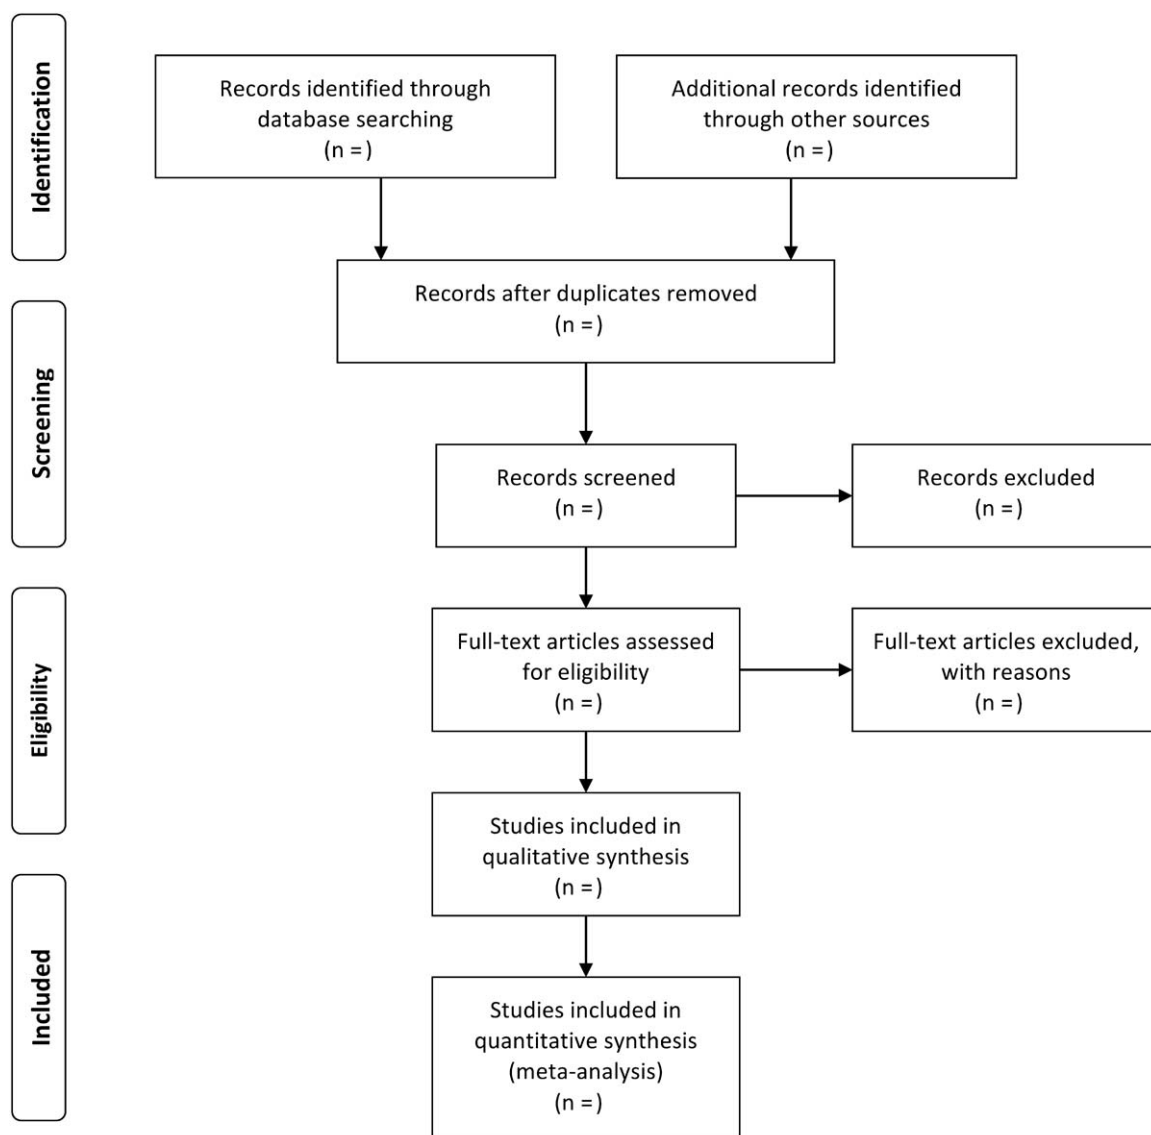 Identification
Records identified through
database searching
(n = )
Additional records identified
through other sources
(n = )
Records after duplicates removed
(n = )
Screening
Records screened
(n = )
Records excluded
(n = )
Eligibility
Full-text articles assessed
for eligibility
(n = )
Full-text articles excluded,
with reasons
(n = )
Studies included in
qualitative synthesis
(n = )
Included
Studies included in
quantitative synthesis
(meta-analysis)
(n = )